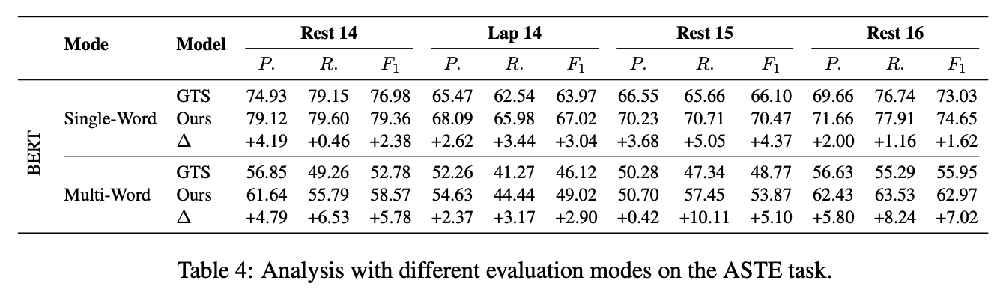 Mode Model Rest 14 Lap 14 Rest 15 Rest 16
P. R. F1 P. R. F1 P. R. F1 P. R. F1
BERT
Single-Word
GTS 74.93 79.15 76.98 65.47 62.54 63.97 66.55 65.66 66.10 69.66 76.74 73.03
Ours 79.12 79.60 79.36 68.09 65.98 67.02 70.23 70.71 70.47 71.66 77.91 74.65
Δ +4.19 +0.46 +2.38 +2.62 +3.44 +3.04 +3.68 +5.05 +4.37 +2.00 +1.16 +1.62
Multi-Word
GTS 56.85 49.26 52.78 52.26 41.27 46.12 50.28 47.34 48.77 56.63 55.29 55.95
Ours 61.64 55.79 58.57 54.63 44.44 49.02 50.70 57.45 53.87 62.43 63.53 62.97
Δ +4.79 +6.53 +5.78 +2.37 +3.17 +2.90 +0.42 +10.11 +5.10 +5.80 +8.24 +7.02
Table 4: Analysis with different evaluation modes on the ASTE task.